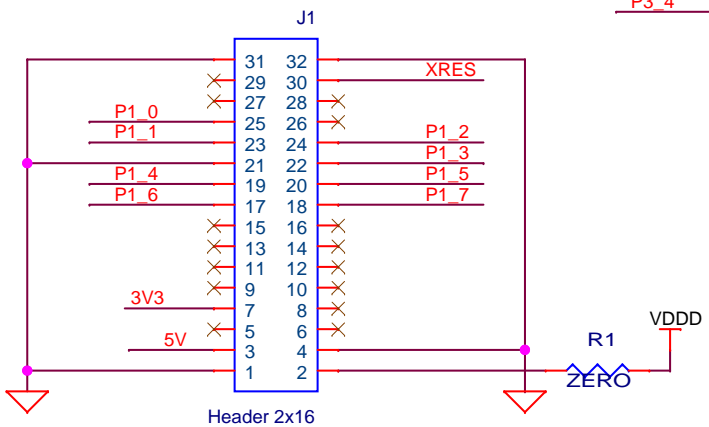 P3_4
J1
31 32
29 30 XRES
27 28
P1_0 25 26
P1_1 23 24 P1_2
21 22 P1_3
P1_4 19 20 P1_5
P1_6 17 18 P1_7
15 16
13 14
11 12
9 10
3V3 7 8
5 6
5V 3 4
1 2
VDDD
R1
ZERO
Header 2x16